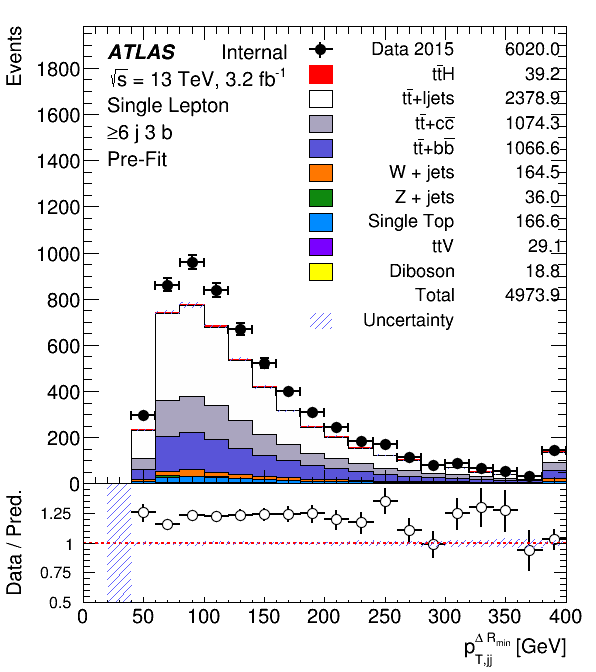 Events
1800
1600
1400
1200
1000
800
600
400
200
0
ATLAS Internal
√s = 13 TeV, 3.2 fb⁻¹
Single Lepton
≥6 j 3 b
Pre-Fit
Data 2015 6020.0
tt̄H 39.2
tt̄+ljets 2378.9
tt̄+cc̄ 1074.3
tt̄+bb̄ 1066.6
W + jets 164.5
Z + jets 36.0
Single Top 166.6
ttV 29.1
Diboson 18.8
Total 4973.9
Uncertainty
Data / Pred.
1.25
1
0.75
0.5
0 50 100 150 200 250 300 350 400
p_{T,jj}^{Δ R_{min}} [GeV]